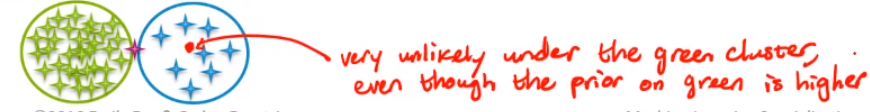 very unlikely under the green cluster,
even though the prior on green is higher